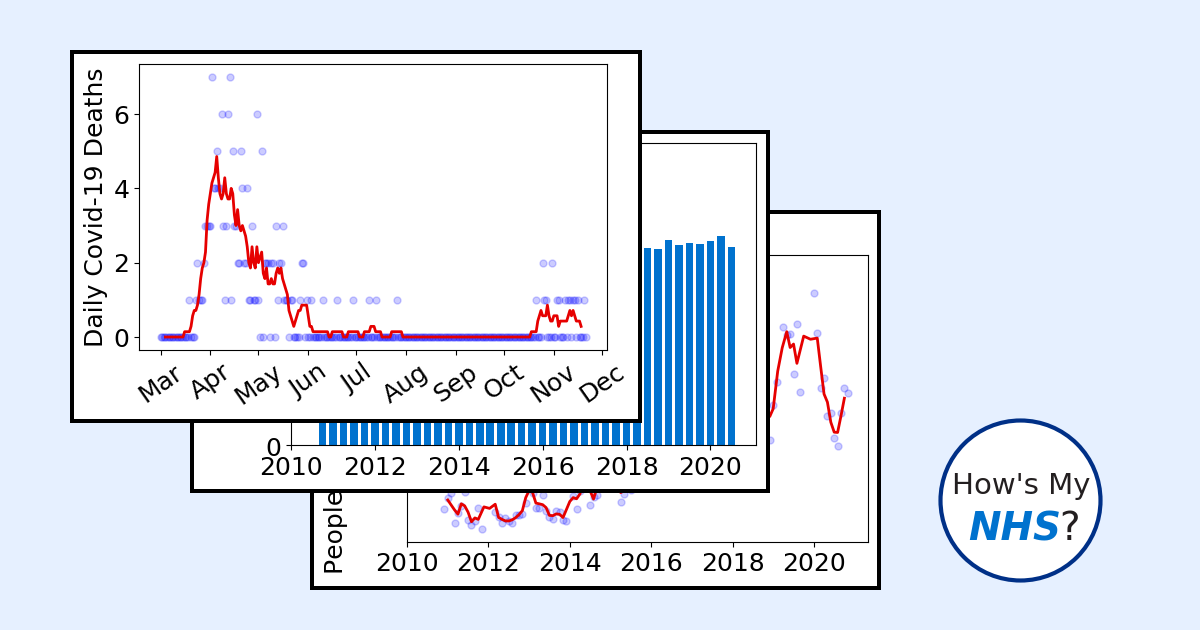 Daily Covid-19 Deaths
6
4
2
0
Mar Apr May Jun Jul Aug Sep Oct Nov Dec
0
2010 2012 2014 2016 2018 2020
People
2010 2012 2014 2016 2018 2020
How's My
NHS?